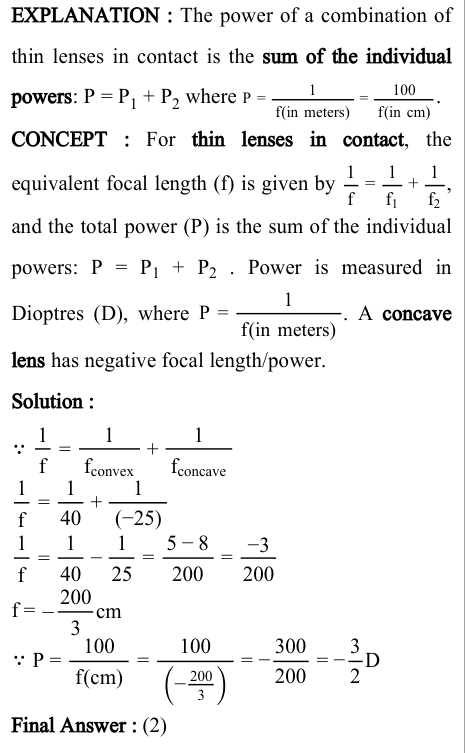 EXPLANATION : The power of a combination of
thin lenses in contact is the sum of the individual
powers: P = P₁ + P₂ where P = 1/f(in meters) = 100/f(in cm).
CONCEPT : For thin lenses in contact, the
equivalent focal length (f) is given by 1/f = 1/f₁ + 1/f₂,
and the total power (P) is the sum of the individual
powers: P = P₁ + P₂ . Power is measured in
Dioptres (D), where P = 1/f(in meters). A concave
lens has negative focal length/power.
Solution :
∵ 1/f = 1/f_convex + 1/f_concave
1/f = 1/40 + 1/(−25)
1/f = 1/40 − 1/25 = (5 − 8)/200 = −3/200
f = −200/3 cm
∵ P = 100/f(cm) = 100/(−200/3) = −300/200 = −3/2 D
Final Answer : (2)